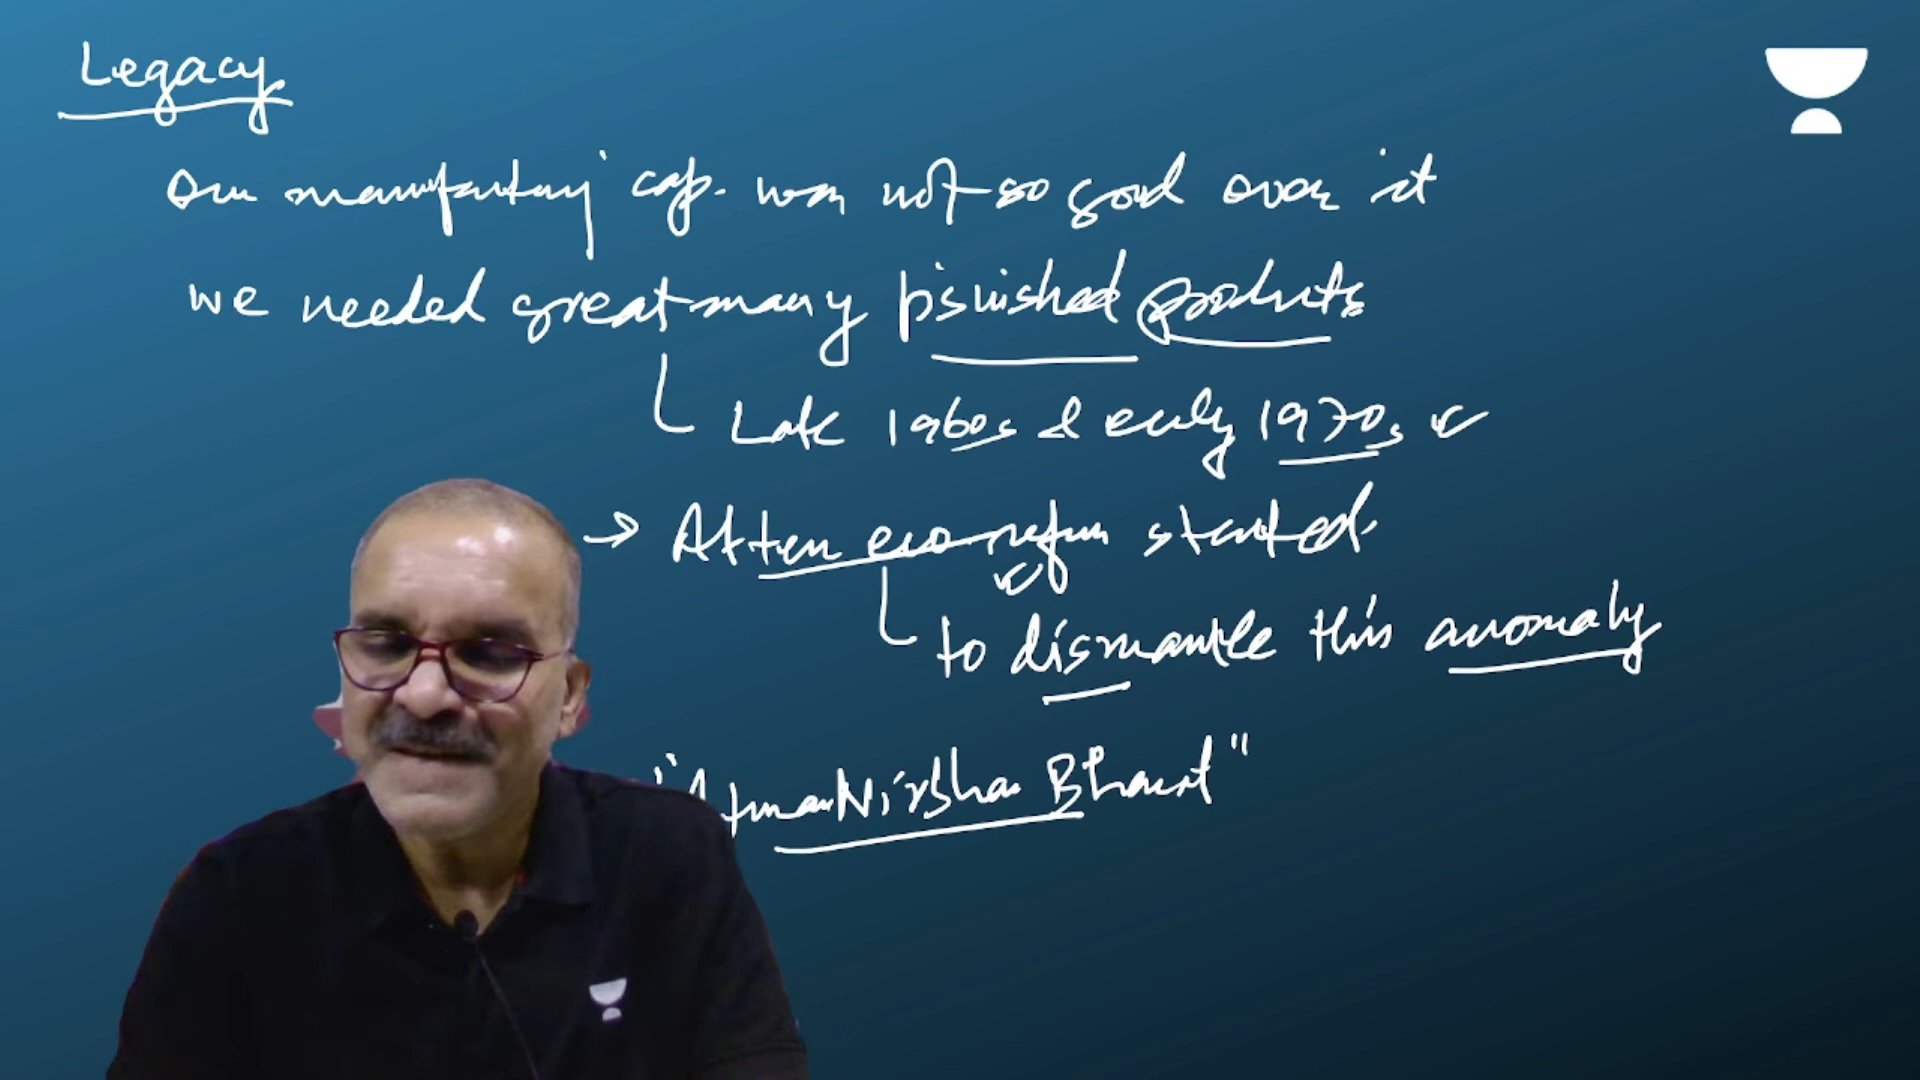 Legacy
Our manufacturing cap. was not so good over it
we needed great many finished products
Late 1960s & early 1970s
→ After eco reform started.
to dismantle this anomaly
"AtmaNirbhar Bharat"